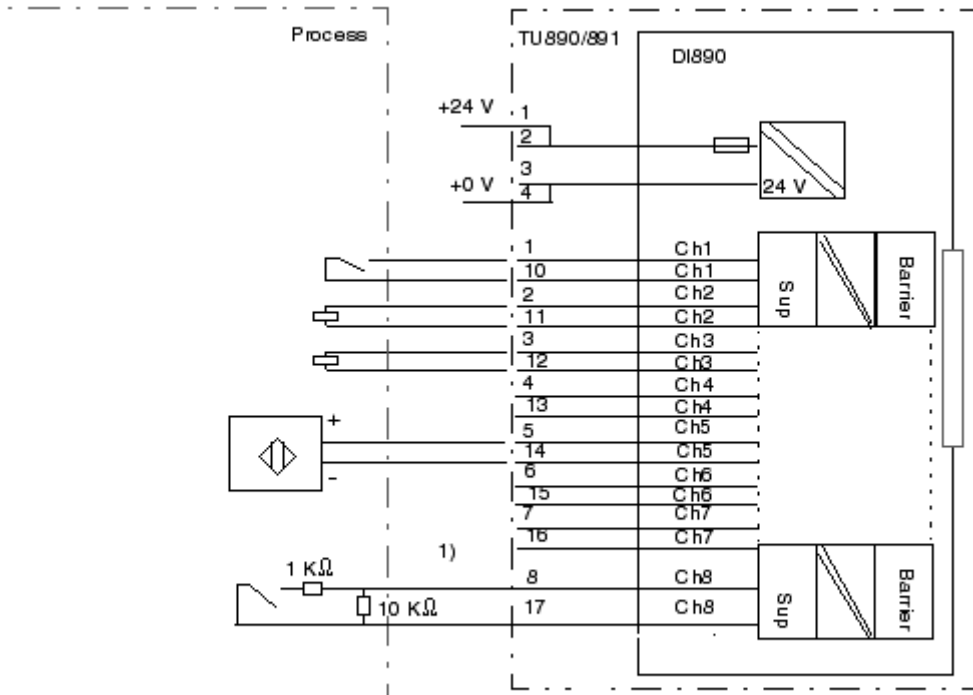 Process
TU890/891
DI890
+24 V
1
2
3
+0 V
4
24 V
1 Ch1
10 Ch1
2 Ch2
11 Ch2
3 Ch3
12 Ch3
4 Ch4
13 Ch4
5 Ch5
14 Ch5
6 Ch6
15 Ch6
7 Ch7
16 Ch7
8 Ch8
17 Ch8
Sup
Barrier
+
-
1)
1 KΩ
10 KΩ
Sup
Barrier